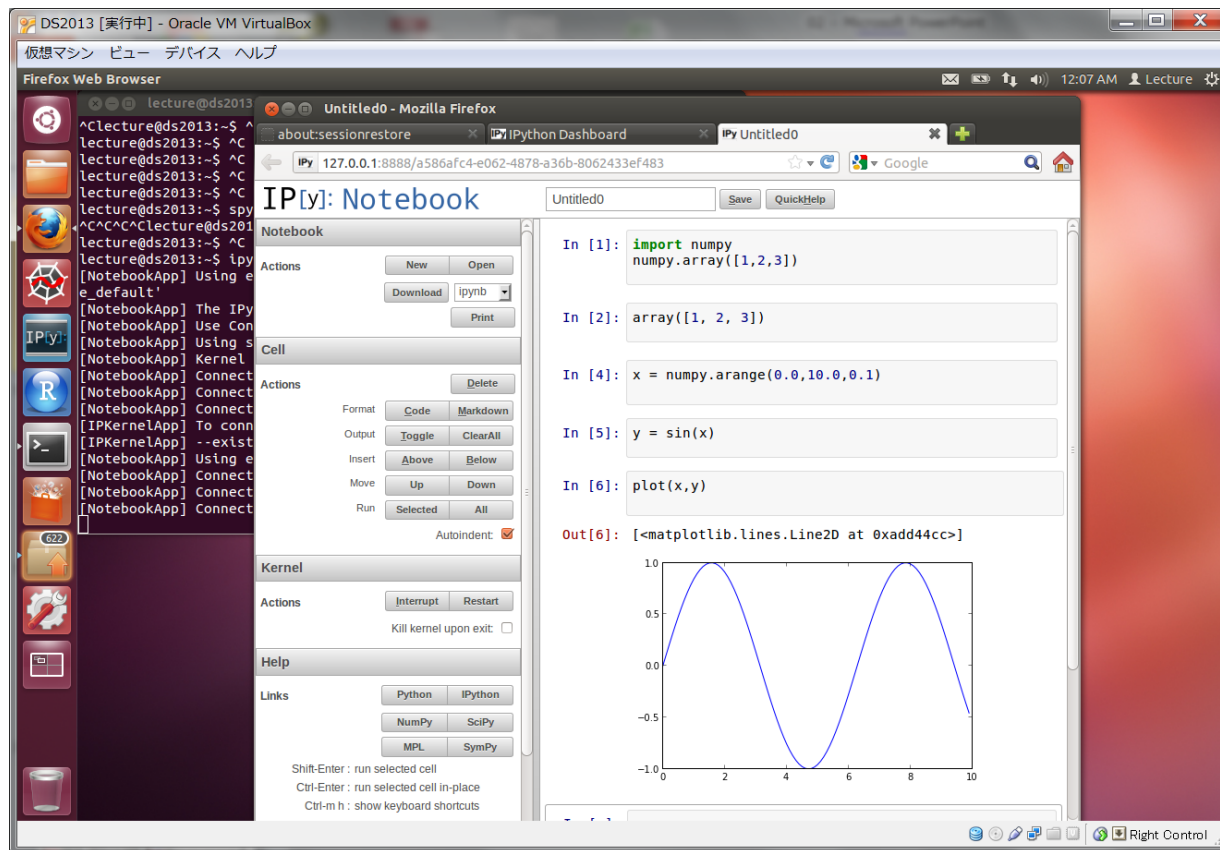 DS2013 [実行中] - Oracle VM VirtualBox
仮想マシン ビュー デバイス ヘルプ
Firefox Web Browser
12:07 AM Lecture
lecture@ds2013
^Clecture@ds2013:~$ ^
lecture@ds2013:~$ ^C
lecture@ds2013:~$ ^C
lecture@ds2013:~$ ^C
lecture@ds2013:~$ ^C
lecture@ds2013:~$ spy
^C^C^C^Clecture@ds201
lecture@ds2013:~$ ^C
lecture@ds2013:~$ ipy
[NotebookApp] Using e
e_default'
[NotebookApp] The IPy
[NotebookApp] Use Con
[NotebookApp] Using s
[NotebookApp] Kernel
[NotebookApp] Connect
[NotebookApp] Connect
[NotebookApp] Connect
[IPKernelApp] To conn
[IPKernelApp] --exist
[NotebookApp] Using e
[NotebookApp] Connect
[NotebookApp] Connect
[NotebookApp] Connect
IP[y]:
R
>_
622
Untitled0 - Mozilla Firefox
about:sessionrestore
IPy IPython Dashboard
IPy Untitled0
IPy 127.0.0.1:8888/a586afc4-e062-4878-a36b-8062433ef483
Google
IP[y]: Notebook
Untitled0
Save
QuickHelp
Notebook
Actions New Open
Download ipynb
Print
Cell
Actions Delete
Format Code Markdown
Output Toggle ClearAll
Insert Above Below
Move Up Down
Run Selected All
Autoindent:
Kernel
Actions Interrupt Restart
Kill kernel upon exit:
Help
Links Python IPython
NumPy SciPy
MPL SymPy
Shift-Enter : run selected cell
Ctrl-Enter : run selected cell in-place
Ctrl-m h : show keyboard shortcuts
In [1]: import numpy
numpy.array([1,2,3])
In [2]: array([1, 2, 3])
In [4]: x = numpy.arange(0.0,10.0,0.1)
In [5]: y = sin(x)
In [6]: plot(x,y)
Out[6]: [<matplotlib.lines.Line2D at 0xadd44cc>]
1.0
0.5
0.0
−0.5
−1.0
0 2 4 6 8 10
Right Control